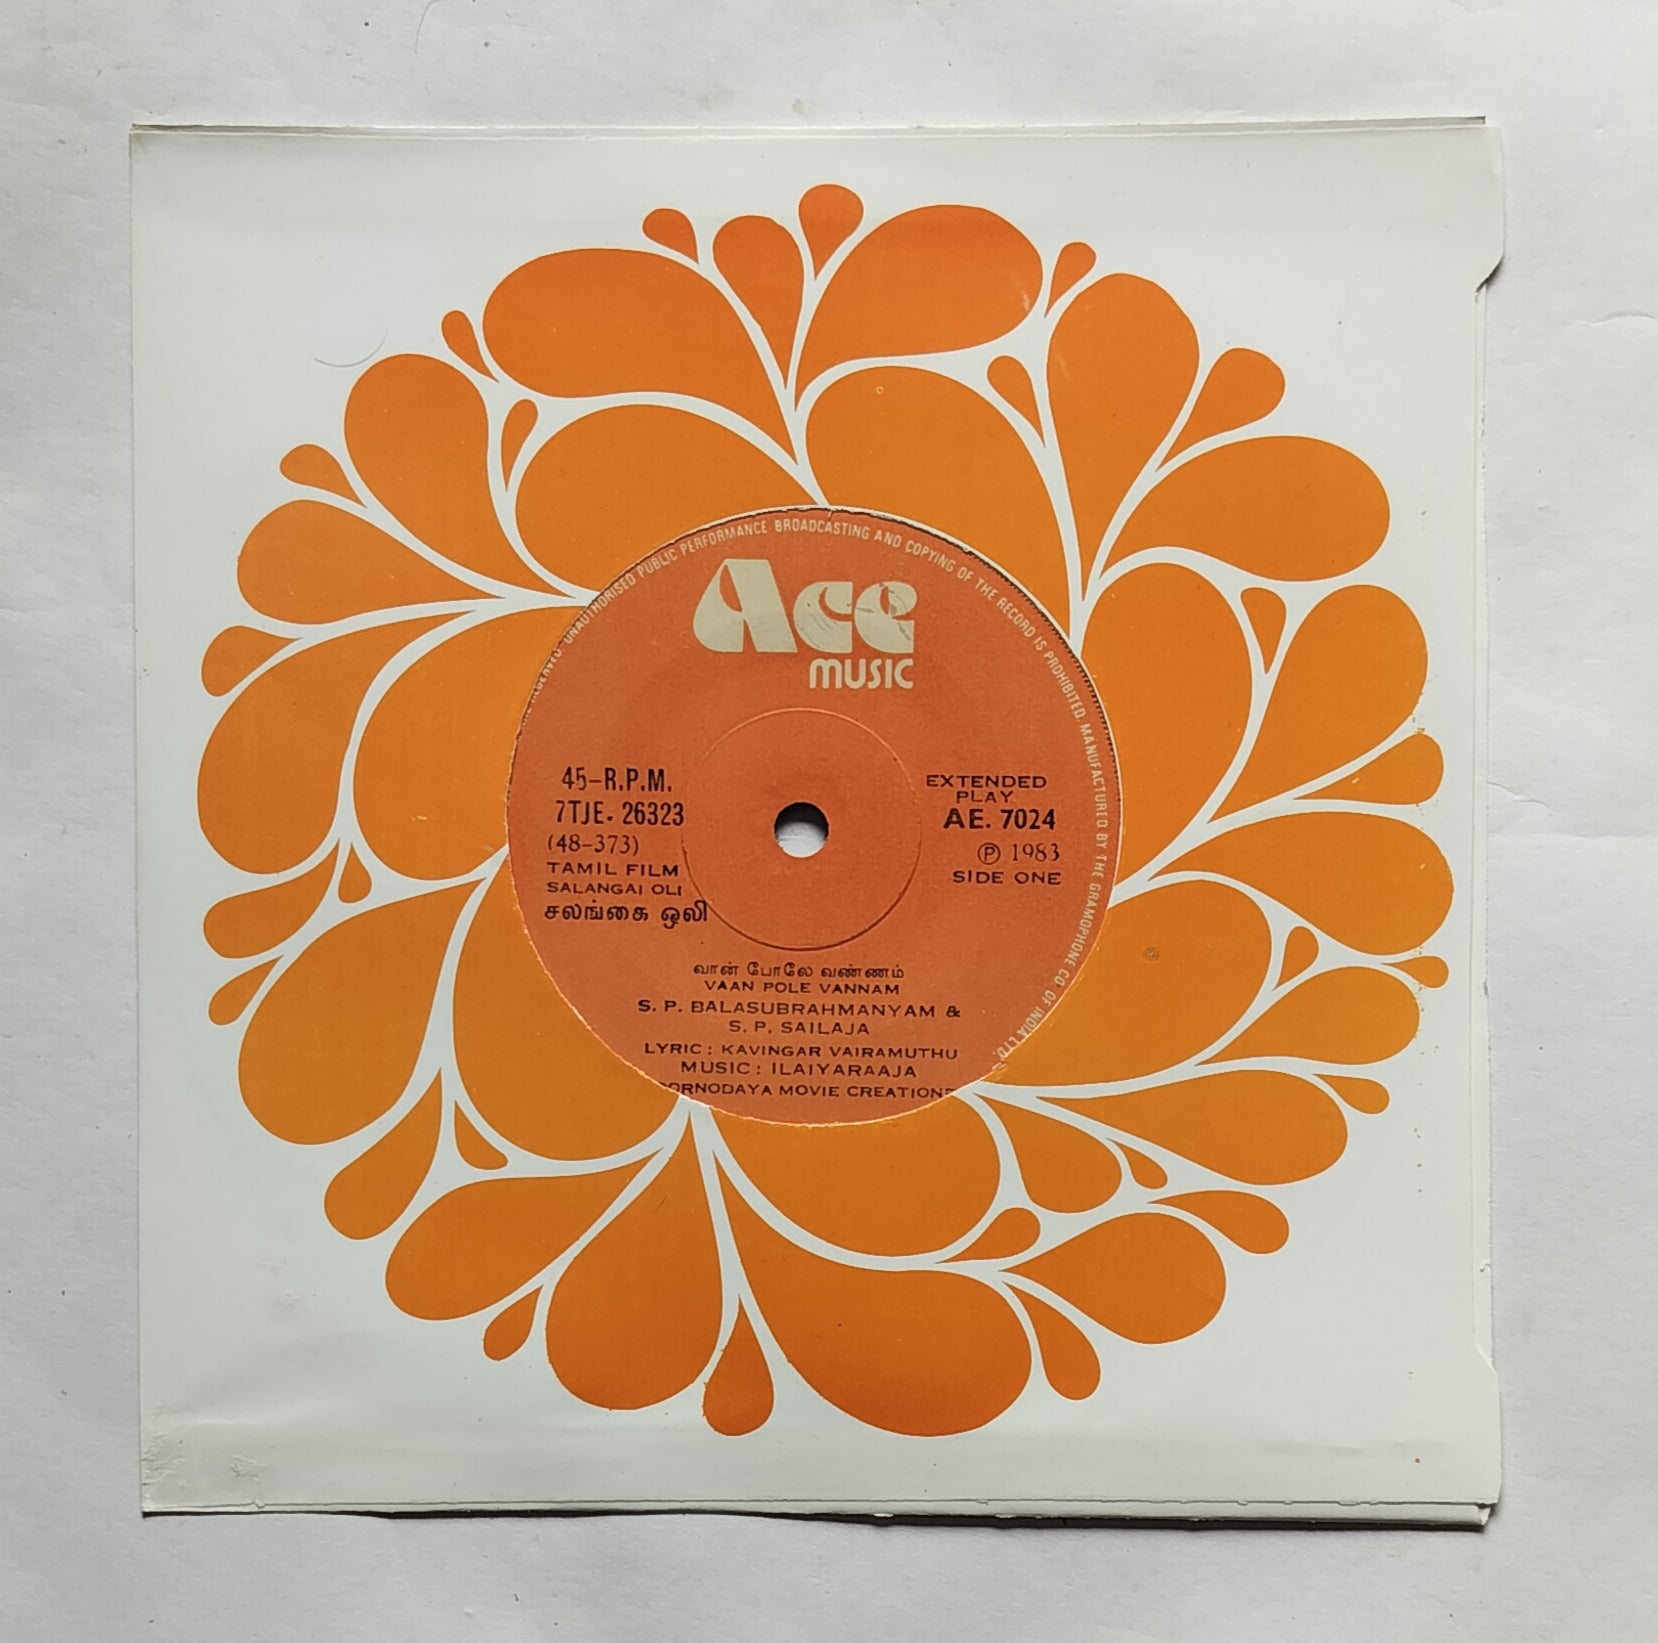 UNAUTHORISED PUBLIC PERFORMANCE BROADCASTING AND COPYING OF THE RECORD IS PROHIBITED. MANUFACTURED BY THE GRAMOPHONE CO. OF INDIA LTD.
Ace
MUSIC
45-R.P.M.
7TJE. 26323
(48-373)
TAMIL FILM
SALANGAI OLI
சலங்கை ஒலி
EXTENDED
PLAY
AE. 7024
Ⓟ 1983
SIDE ONE
வான் போலே வண்ணம்
VAAN POLE VANNAM
S. P. BALASUBRAHMANYAM &
S. P. SAILAJA
LYRIC : KAVINGAR VAIRAMUTHU
MUSIC : ILAIYARAAJA
MOVIE CREATIONS